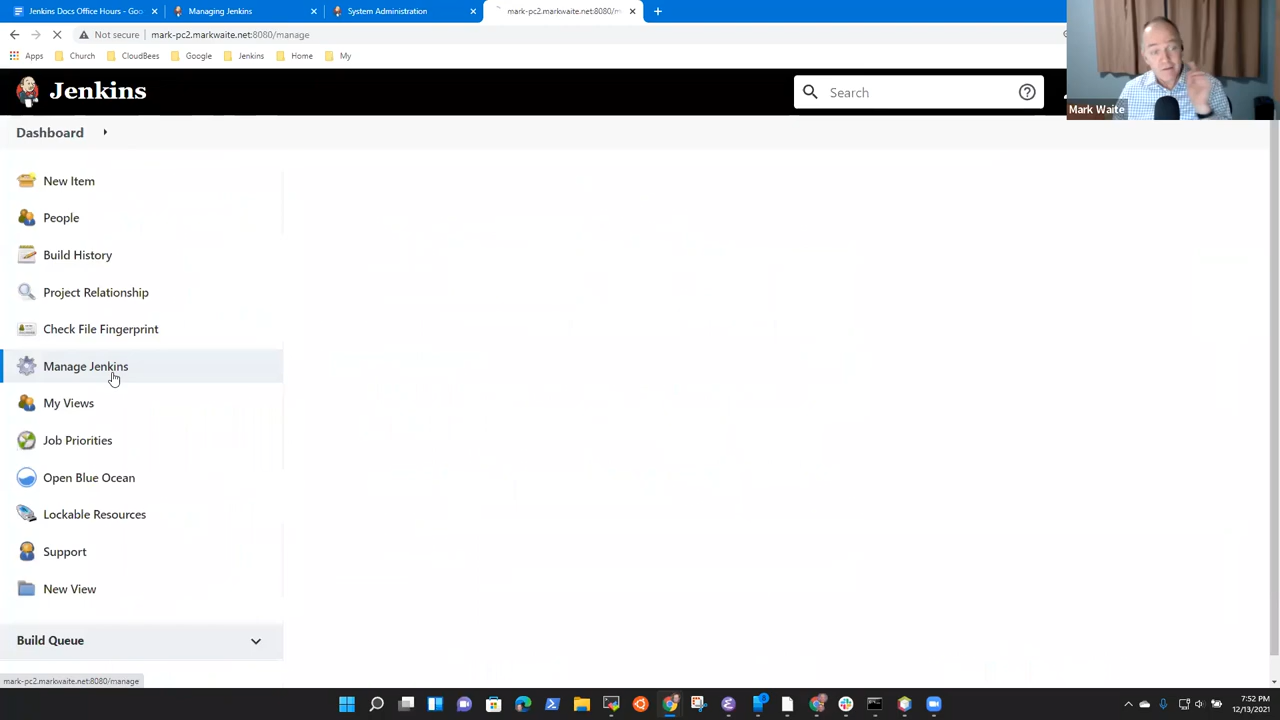 Jenkins Docs Office Hours - Goo
Managing Jenkins
System Administration
mark-pc2.markwaite.net:8080/m
Not secure
mark-pc2.markwaite.net:8080/manage
Apps
Church
CloudBees
Google
Jenkins
Home
My
Jenkins
Search
Mark Waite
Dashboard
New Item
People
Build History
Project Relationship
Check File Fingerprint
Manage Jenkins
My Views
Job Priorities
Open Blue Ocean
Lockable Resources
Support
New View
Build Queue
mark-pc2.markwaite.net:8080/manage
7:52 PM
12/13/2021